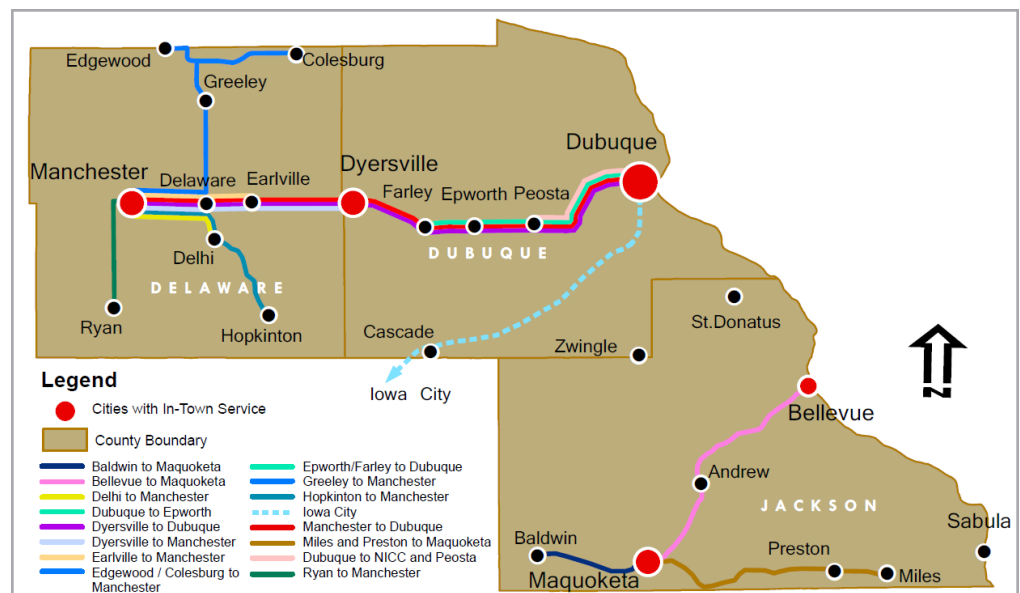 Edgewood
Colesburg
Greeley
Manchester
Delaware
Earlville
Dyersville
Farley
Epworth
Peosta
Dubuque
DUBUQUE
Delhi
DELAWARE
Ryan
Hopkinton
Cascade
Iowa City
Zwingle
St.Donatus
Bellevue
Andrew
JACKSON
Sabula
Baldwin
Maquoketa
Preston
Miles
N
Legend
Cities with In-Town Service
County Boundary
Baldwin to Maquoketa
Bellevue to Maquoketa
Delhi to Manchester
Dubuque to Epworth
Dyersville to Dubuque
Dyersville to Manchester
Earlville to Manchester
Edgewood / Colesburg to
Manchester
Epworth/Farley to Dubuque
Greeley to Manchester
Hopkinton to Manchester
Iowa City
Manchester to Dubuque
Miles and Preston to Maquoketa
Dubuque to NICC and Peosta
Ryan to Manchester